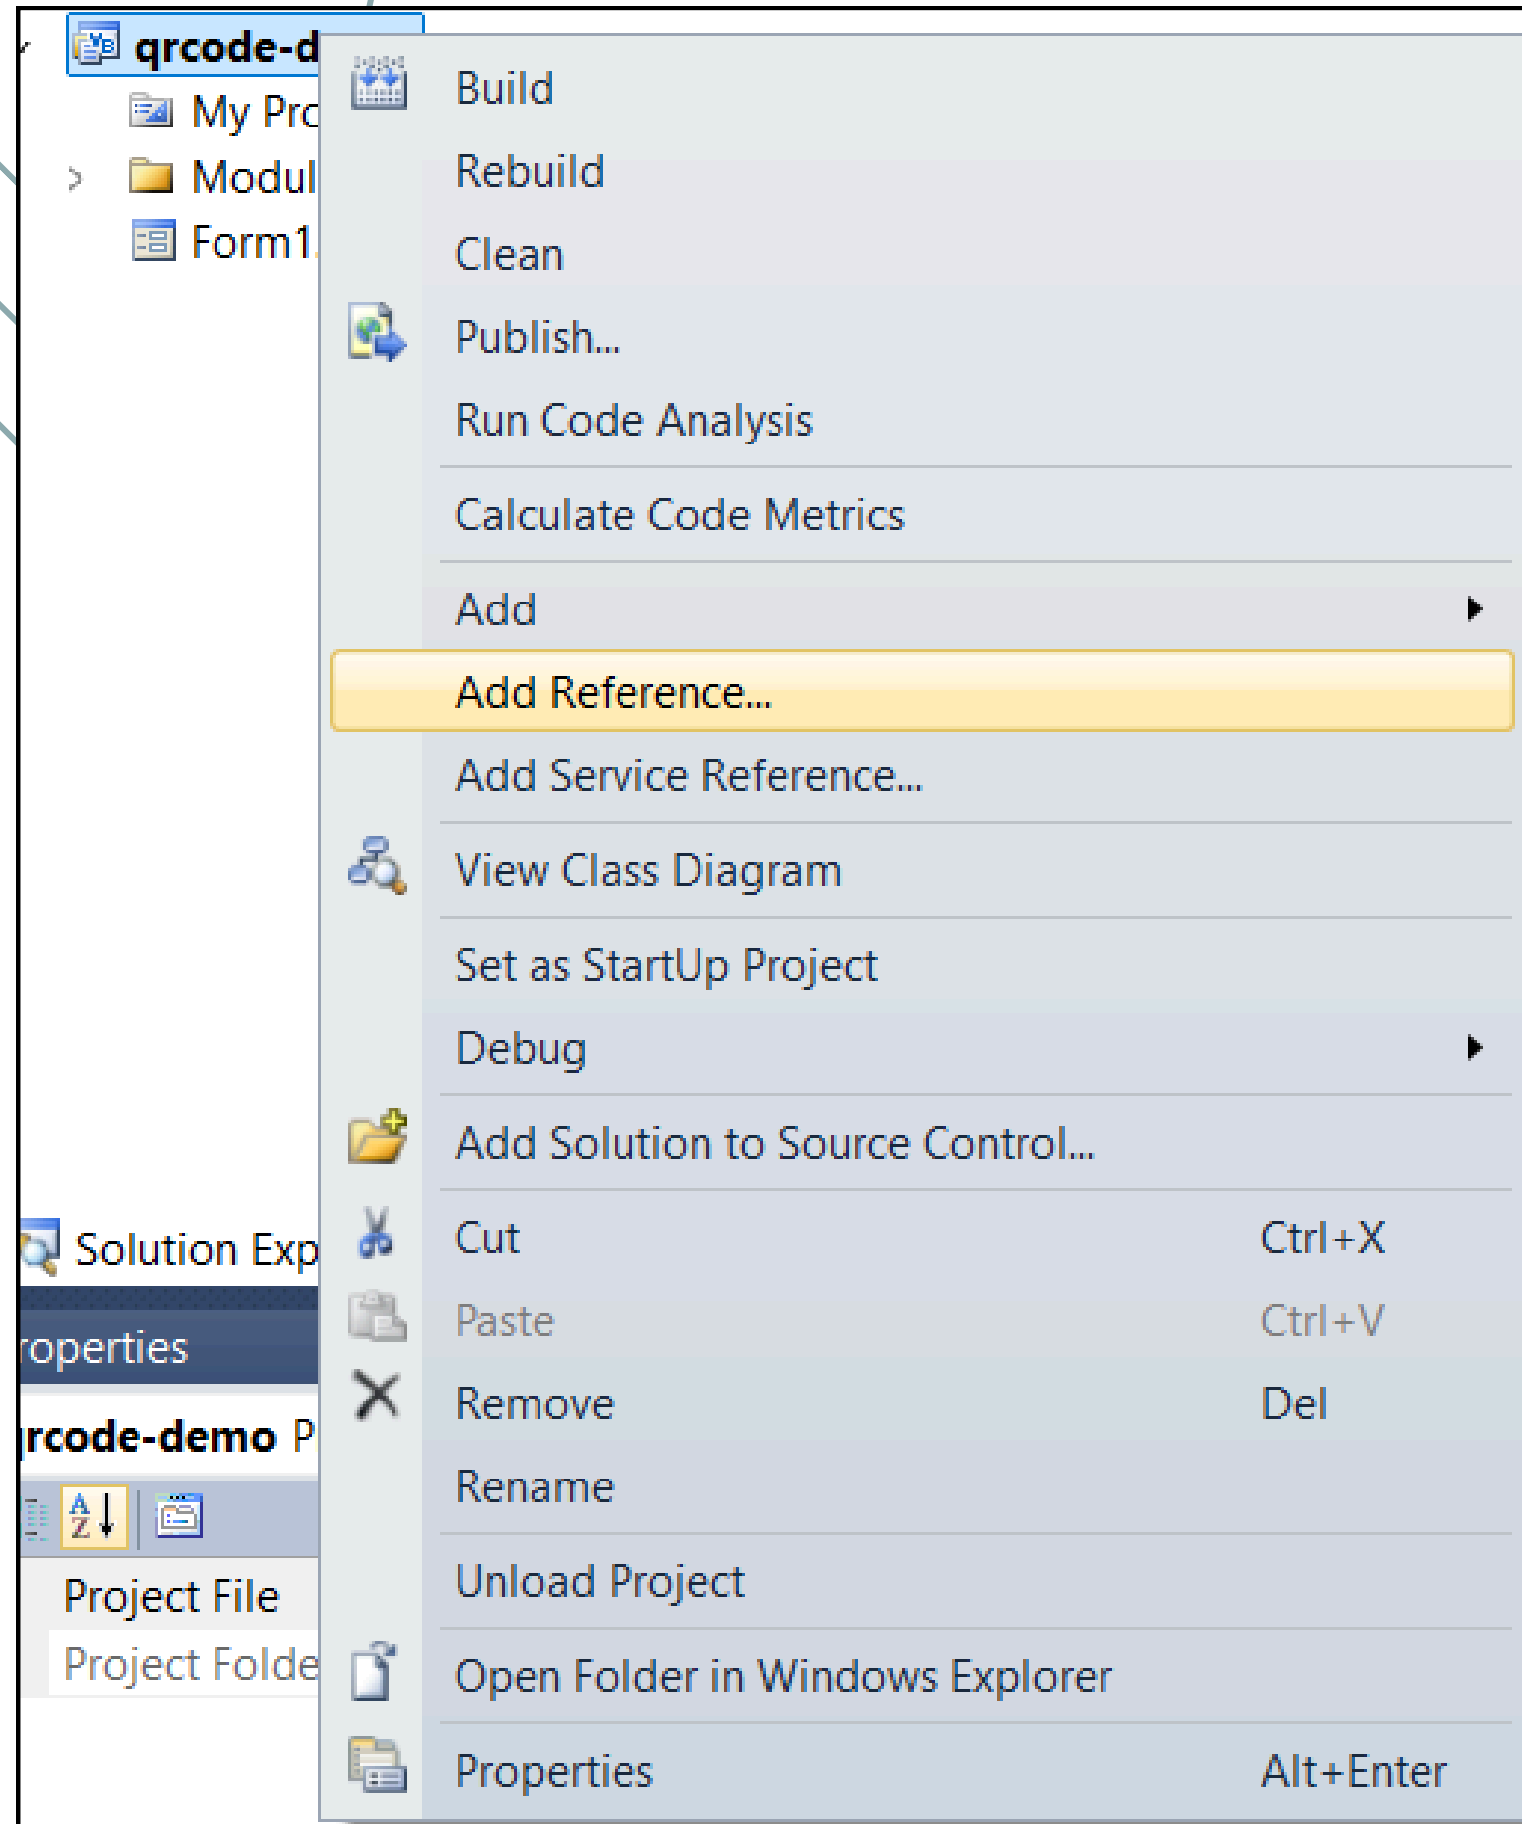 qrcode-d
My Pro
Modul
Form1.
Build
Rebuild
Clean
Publish...
Run Code Analysis
Calculate Code Metrics
Add
Add Reference...
Add Service Reference...
View Class Diagram
Set as StartUp Project
Debug
Add Solution to Source Control...
Cut Ctrl+X
Paste Ctrl+V
Remove Del
Rename
Unload Project
Open Folder in Windows Explorer
Properties Alt+Enter
Solution Exp
roperties
rcode-demo P
Project File
Project Folde